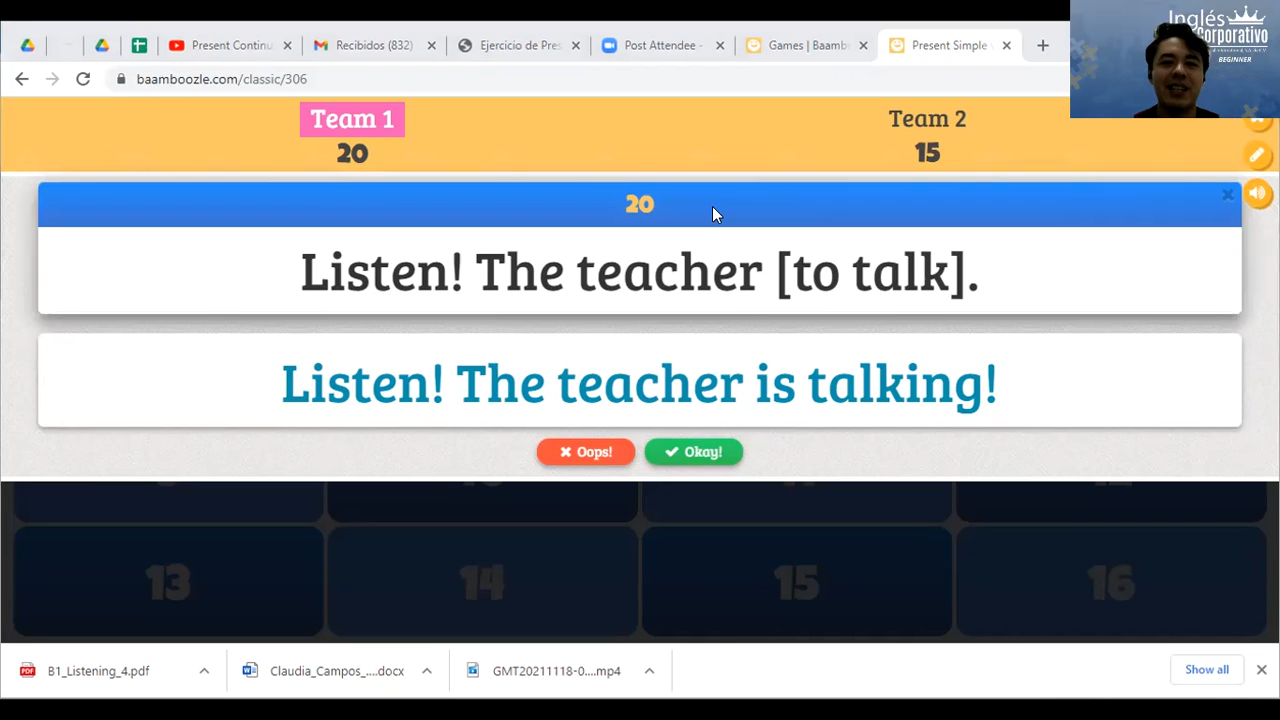 Present Continu
Recibidos (832)
Ejercicio de Pres
Post Attendee -
Games | Baamb
Present Simple
Inglés
Corporativo
BEGINNER
baamboozle.com/classic/306
Team 1
Team 2
20
15
20
Listen! The teacher [to talk].
Listen! The teacher is talking!
Oops!
Okay!
13
14
15
16
B1_Listening_4.pdf
Claudia_Campos_....docx
GMT20211118-0....mp4
Show all